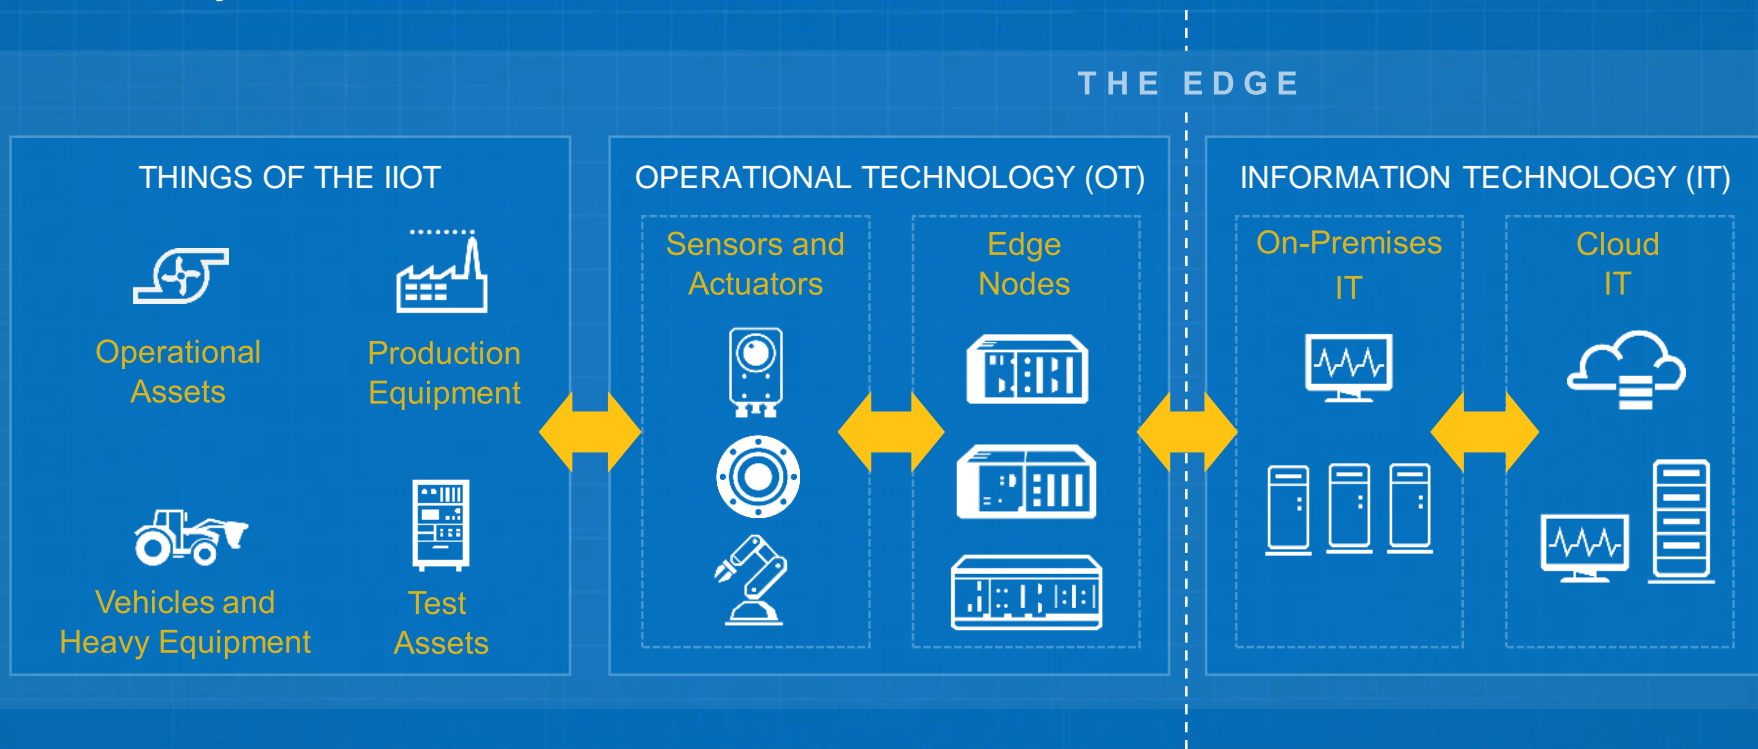 THE EDGE
THINGS OF THE IIOT
Operational
Assets
Production
Equipment
Vehicles and
Heavy Equipment
Test
Assets
OPERATIONAL TECHNOLOGY (OT)
Sensors and
Actuators
Edge
Nodes
INFORMATION TECHNOLOGY (IT)
On-Premises
IT
Cloud
IT